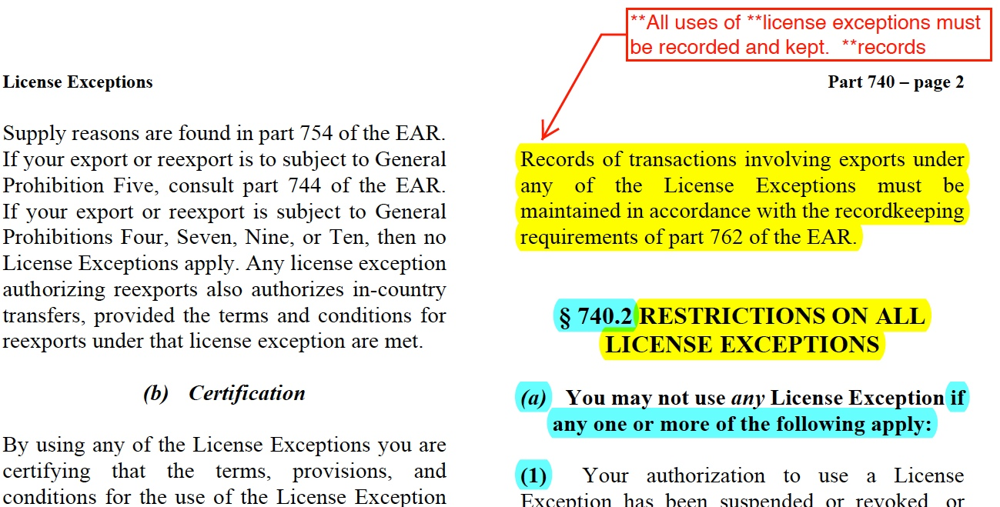 **All uses of **license exceptions must
be recorded and kept.  **records
License Exceptions
Part 740 – page 2
Supply reasons are found in part 754 of the EAR.
If your export or reexport is to subject to General
Prohibition Five, consult part 744 of the EAR.
If your export or reexport is subject to General
Prohibitions Four, Seven, Nine, or Ten, then no
License Exceptions apply. Any license exception
authorizing reexports also authorizes in-country
transfers, provided the terms and conditions for
reexports under that license exception are met.
(b) Certification
By using any of the License Exceptions you are
certifying that the terms, provisions, and
conditions for the use of the License Exception
Records of transactions involving exports under
any of the License Exceptions must be
maintained in accordance with the recordkeeping
requirements of part 762 of the EAR.
§ 740.2 RESTRICTIONS ON ALL
LICENSE EXCEPTIONS
(a) You may not use any License Exception if
any one or more of the following apply:
(1) Your authorization to use a License
Exception has been suspended or revoked, or